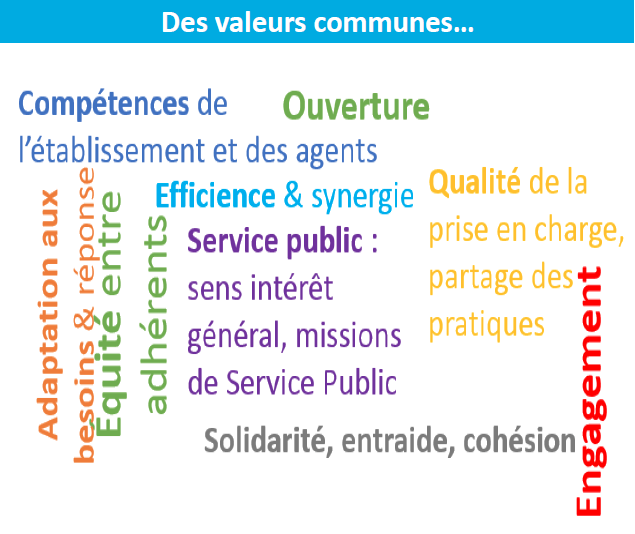 Des valeurs communes...
Compétences de
l'établissement et des agents
Ouverture
Efficience & synergie
Qualité de la
prise en charge,
partage des
pratiques
Adaptation aux
besoins & réponse
Équité entre
adhérents
Service public :
sens intérêt
général, missions
de Service Public
Solidarité, entraide, cohésion
Engagement